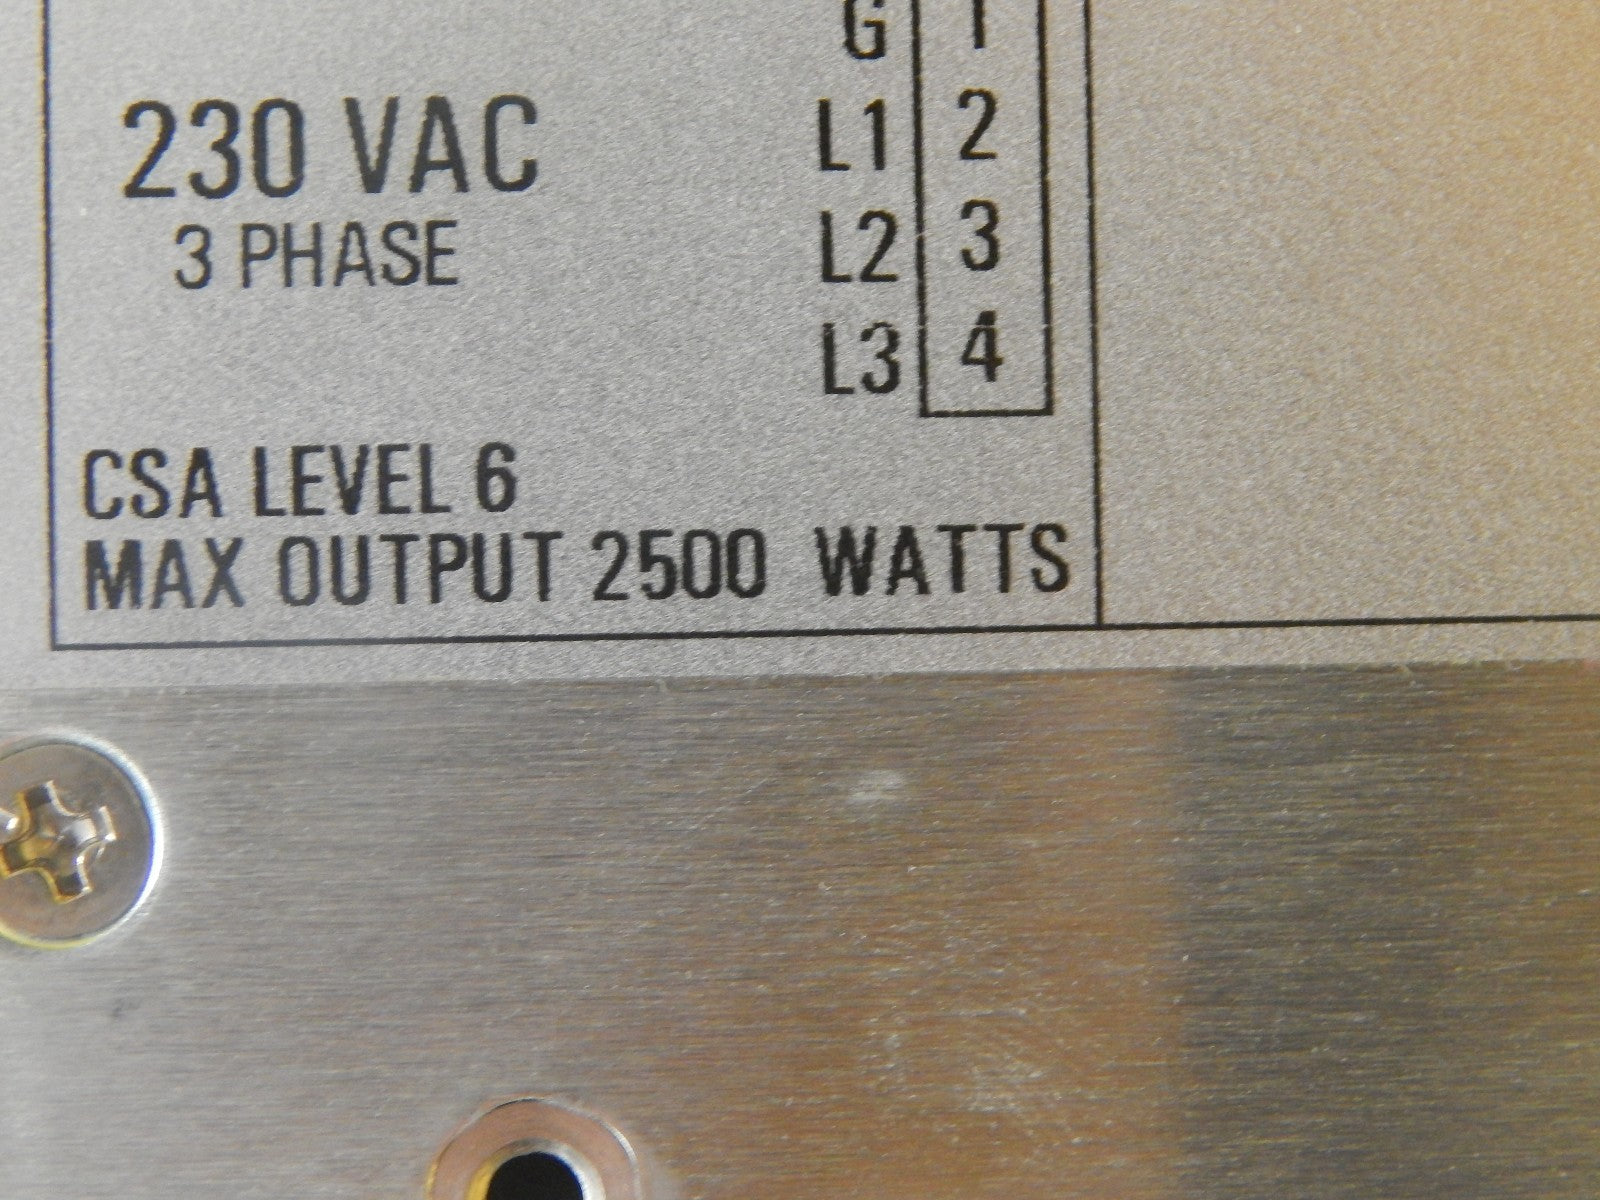 G 1
230 VAC L1 2
3 PHASE L2 3
L3 4
CSA LEVEL 6
MAX OUTPUT 2500 WATTS